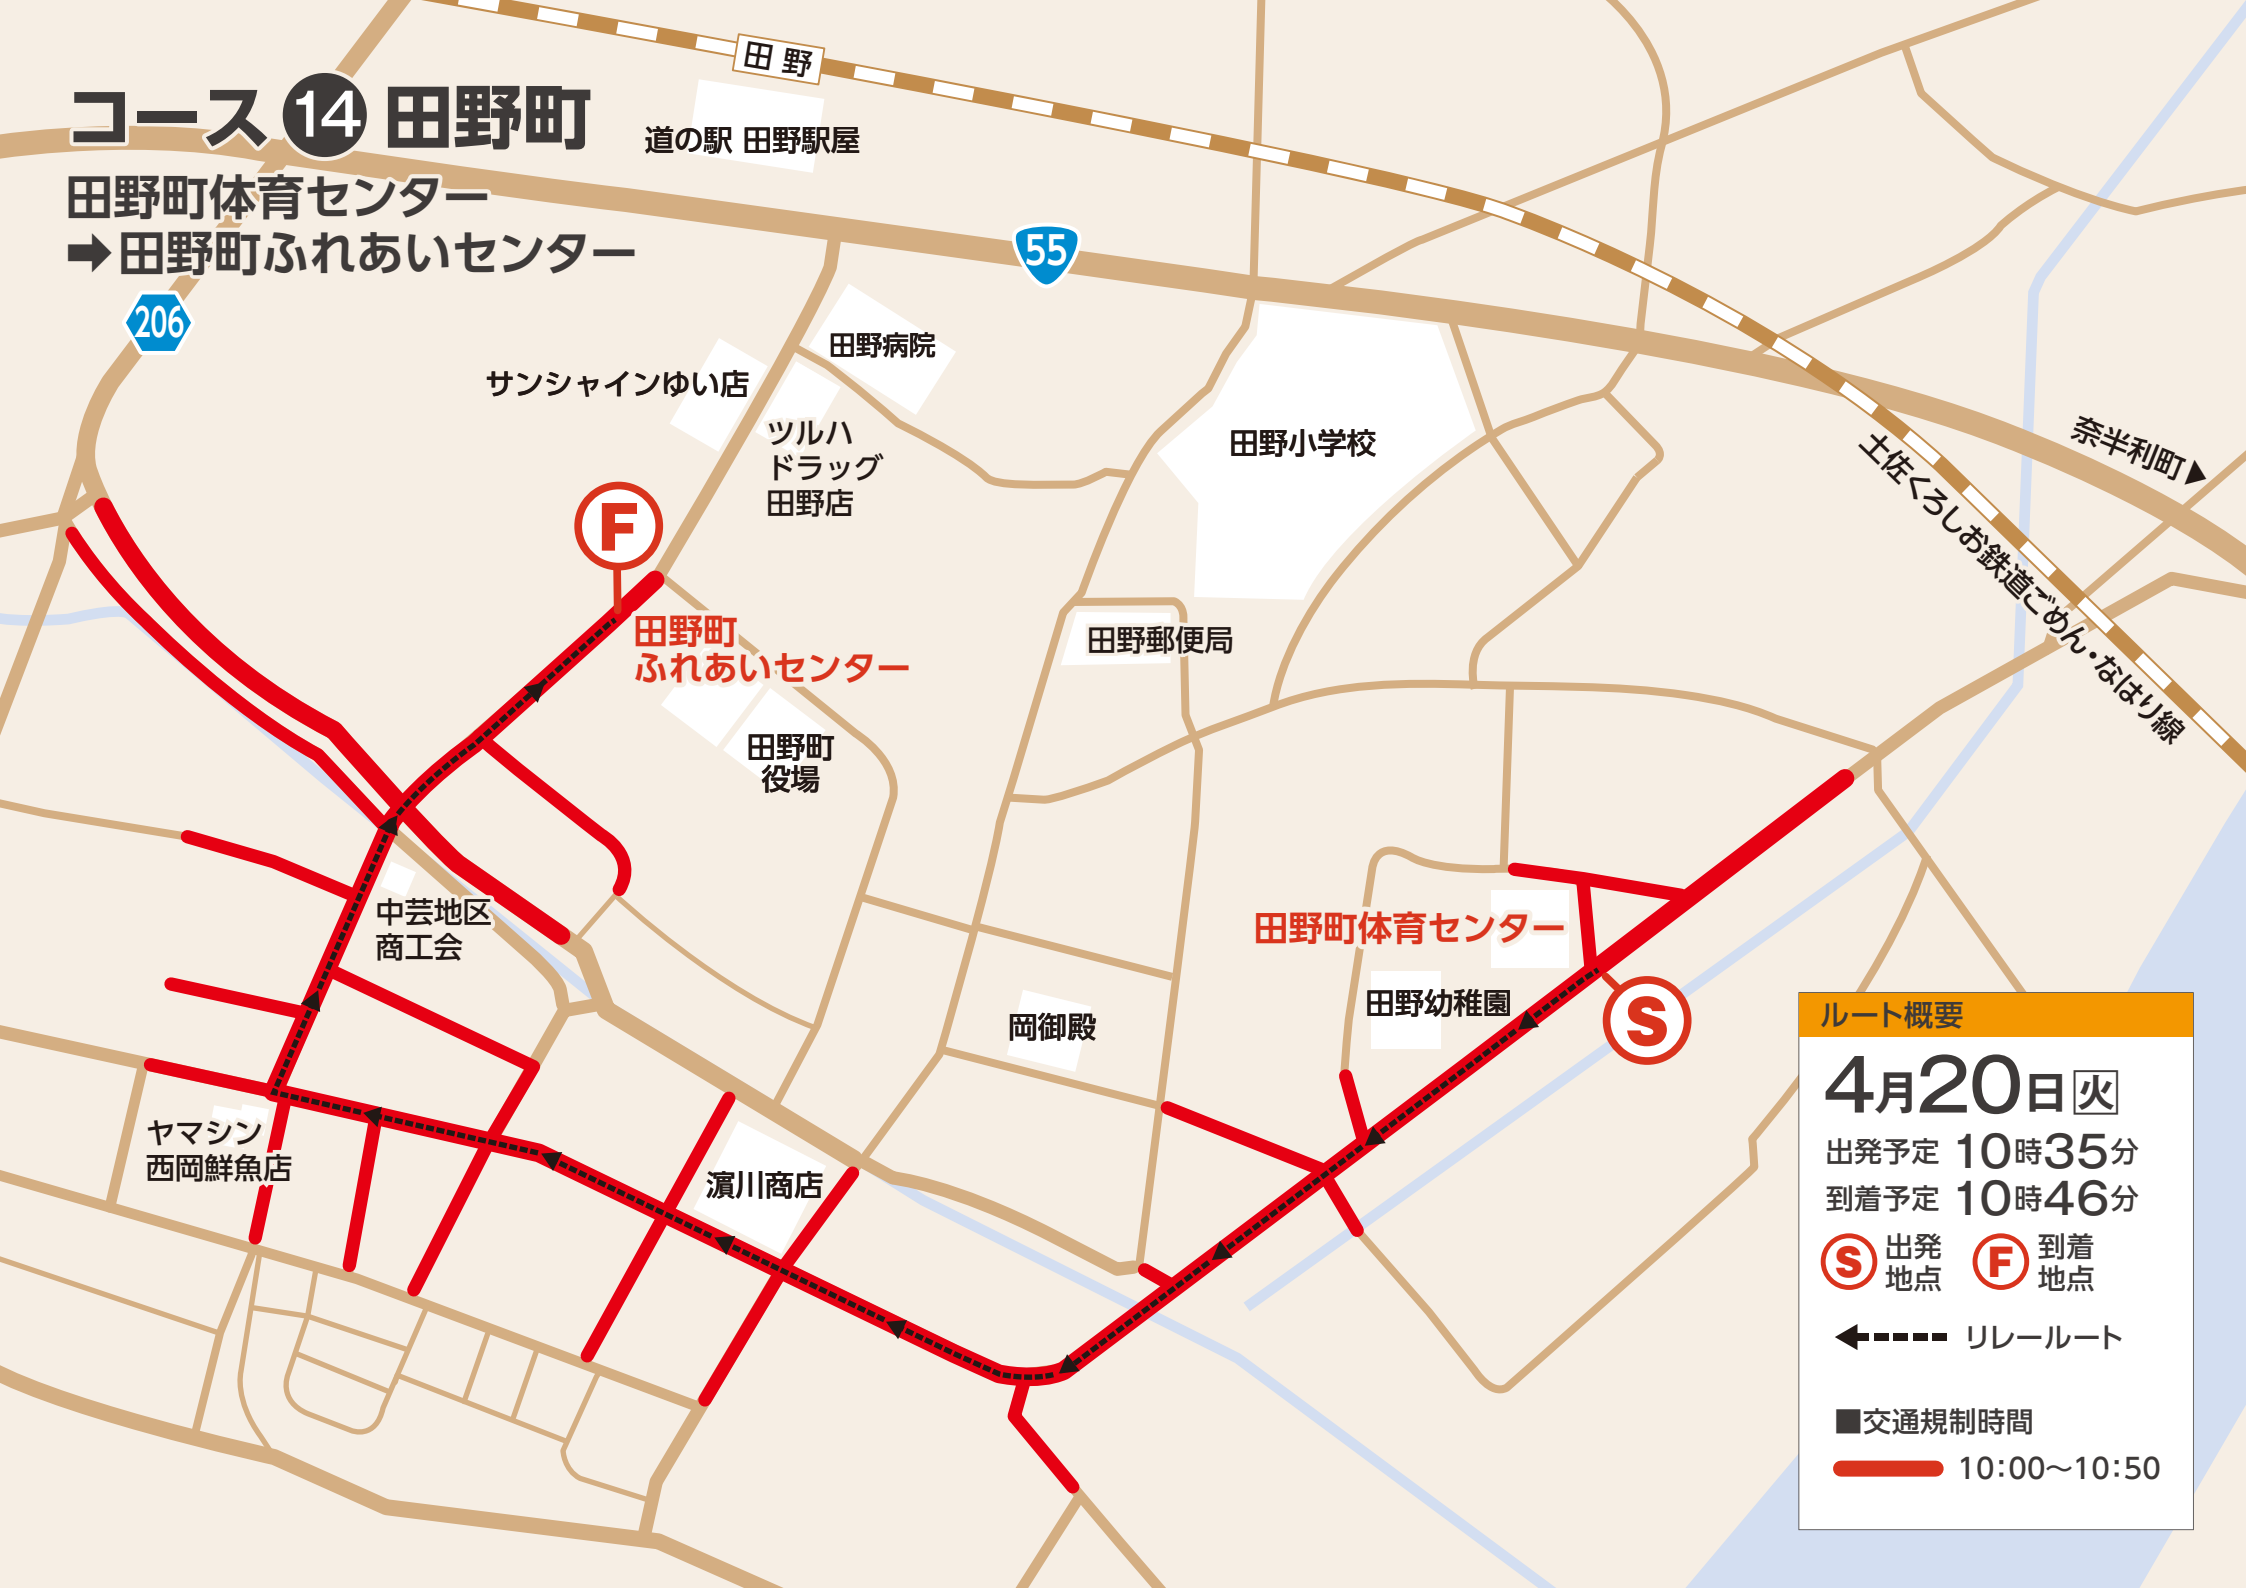 コース 14 田野町
田野町体育センター
➡田野町ふれあいセンター
206
田野
道の駅 田野駅屋
55
田野病院
サンシャインゆい店
ツルハ
ドラッグ
田野店
田野小学校
奈半利町▶
土佐くろしお鉄道ごめん・なはり線
F
田野町
ふれあいセンター
田野郵便局
田野町
役場
中芸地区
商工会
田野町体育センター
田野幼稚園
S
岡御殿
ヤマシン
西岡鮮魚店
濵川商店
ルート概要
4月20日火
出発予定 10時35分
到着予定 10時46分
S 出発
地点
F 到着
地点
リレールート
■交通規制時間
10:00〜10:50